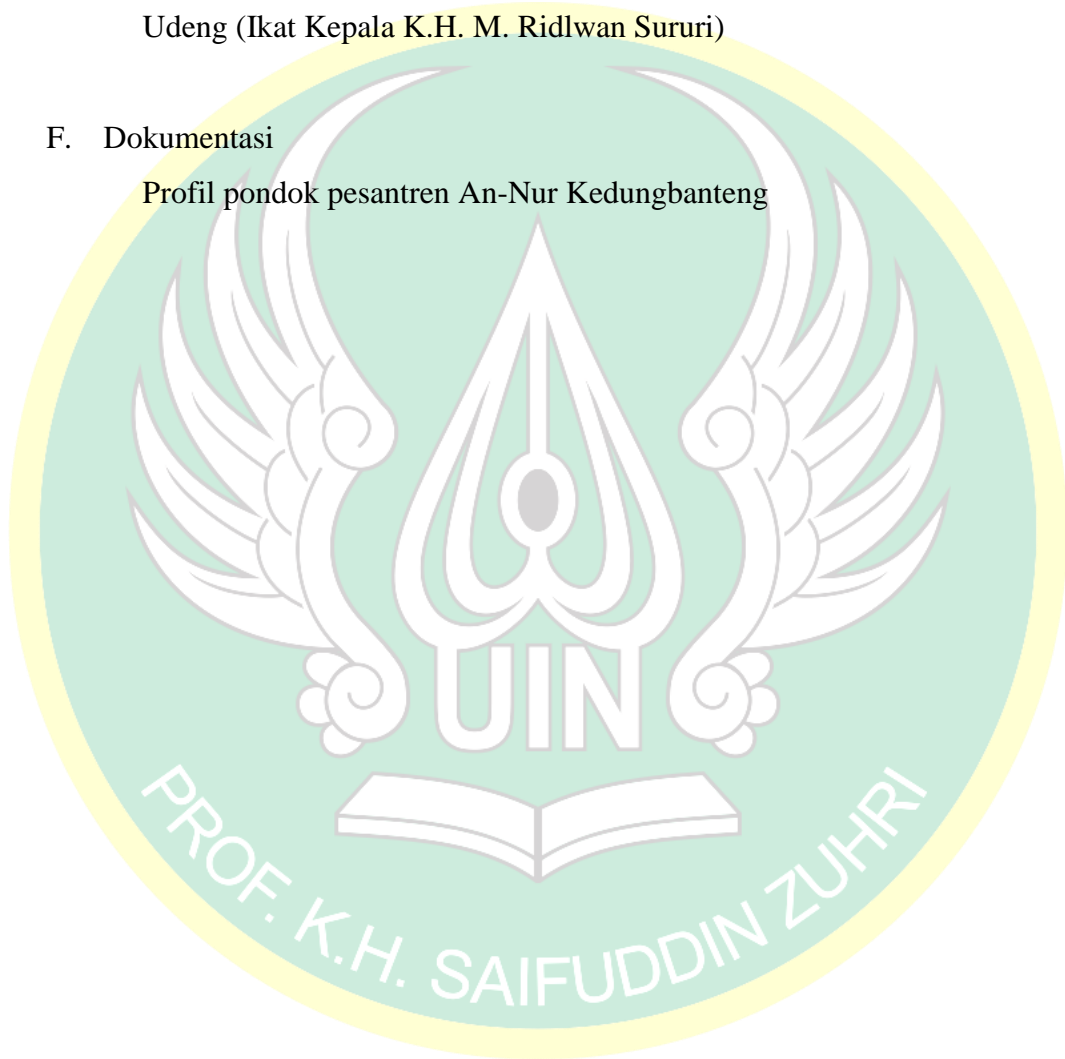 Udeng (Ikat Kepala K.H. M. Ridlwan Sururi)
F. Dokumentasi
Profil pondok pesantren An-Nur Kedungbanteng
UIN
PROF. K.H. SAIFUDDIN ZUHRI